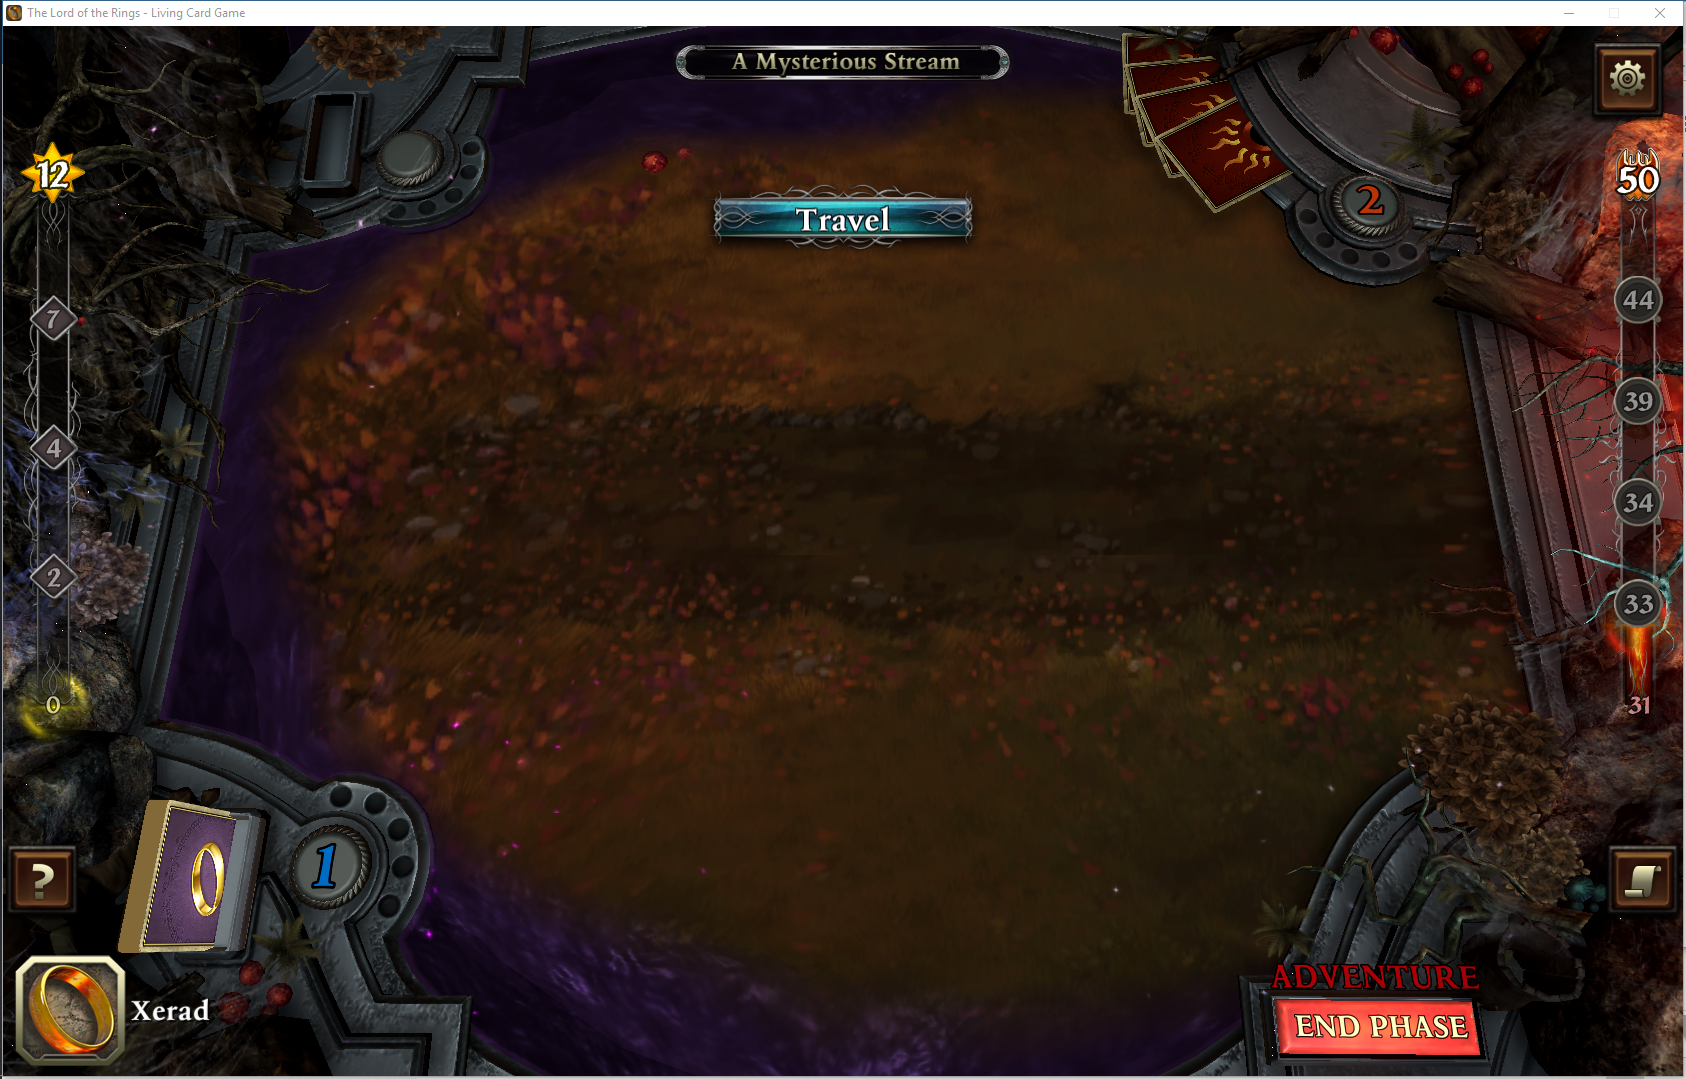 The Lord of the Rings - Living Card Game
A Mysterious Stream
12
50
2
Travel
44
7
39
4
34
2
33
0
31
1
?
Xerad
ADVENTURE
END PHASE